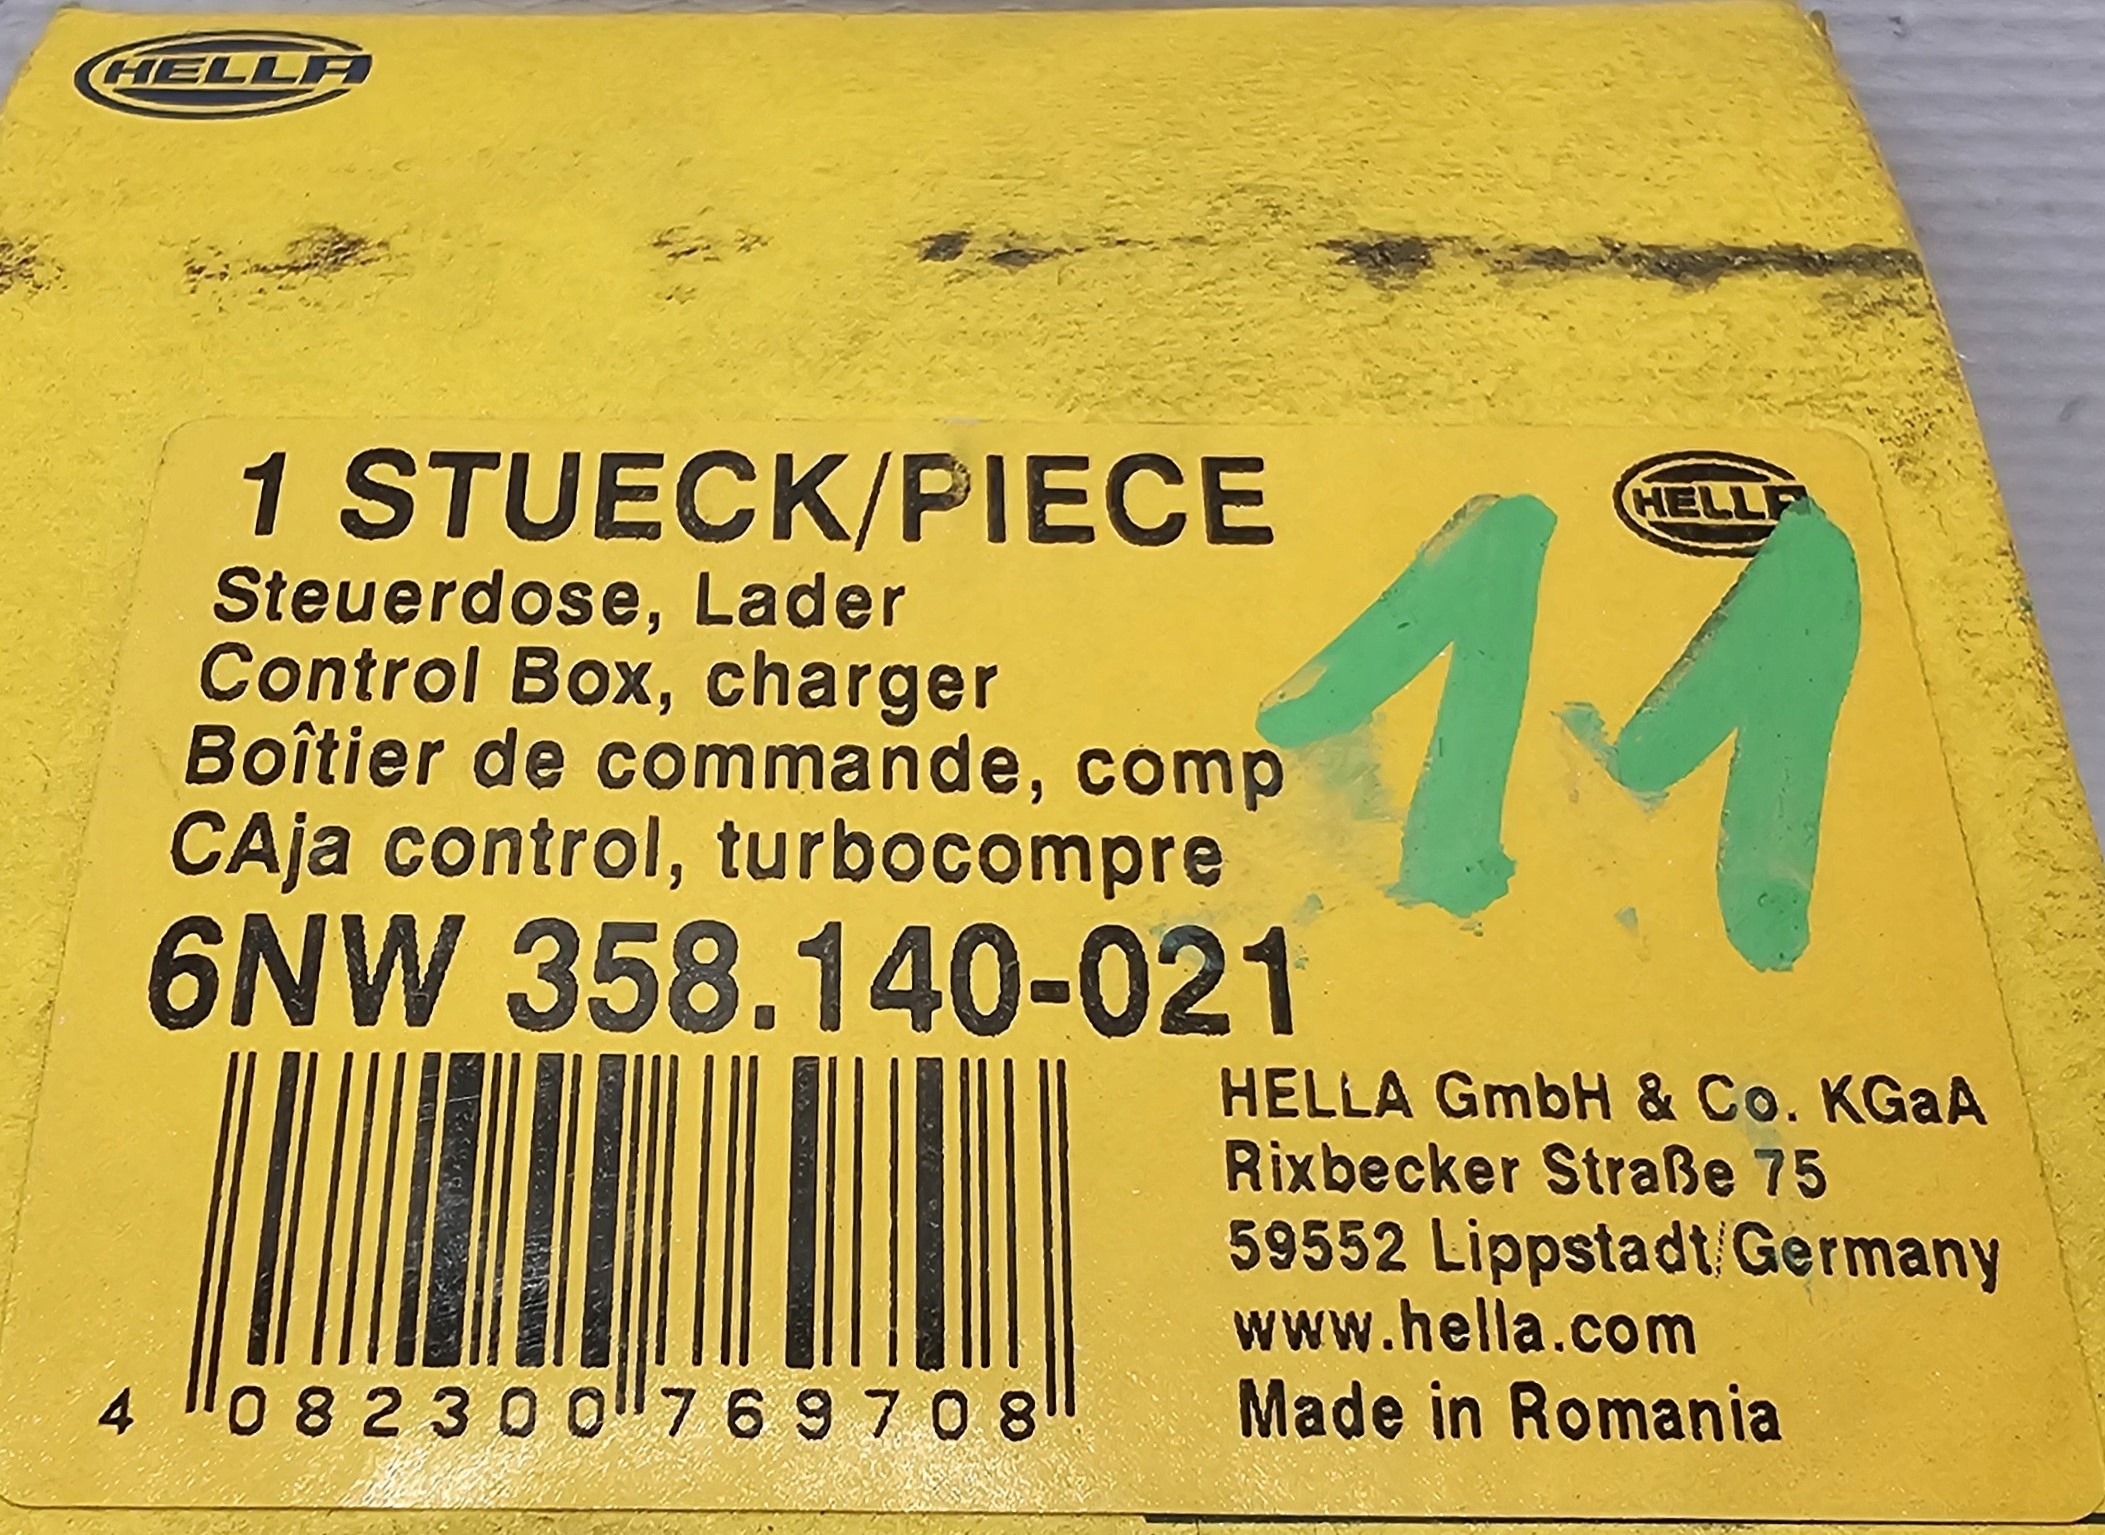 HELLA
1 STUECK/PIECE
HELLA
11
Steuerdose, Lader
Control Box, charger
Boîtier de commande, comp
CAja control, turbocompre
6NW 358.140-021
4 082300 769708
HELLA GmbH & Co. KGaA
Rixbecker Straße 75
59552 Lippstadt/Germany
www.hella.com
Made in Romania